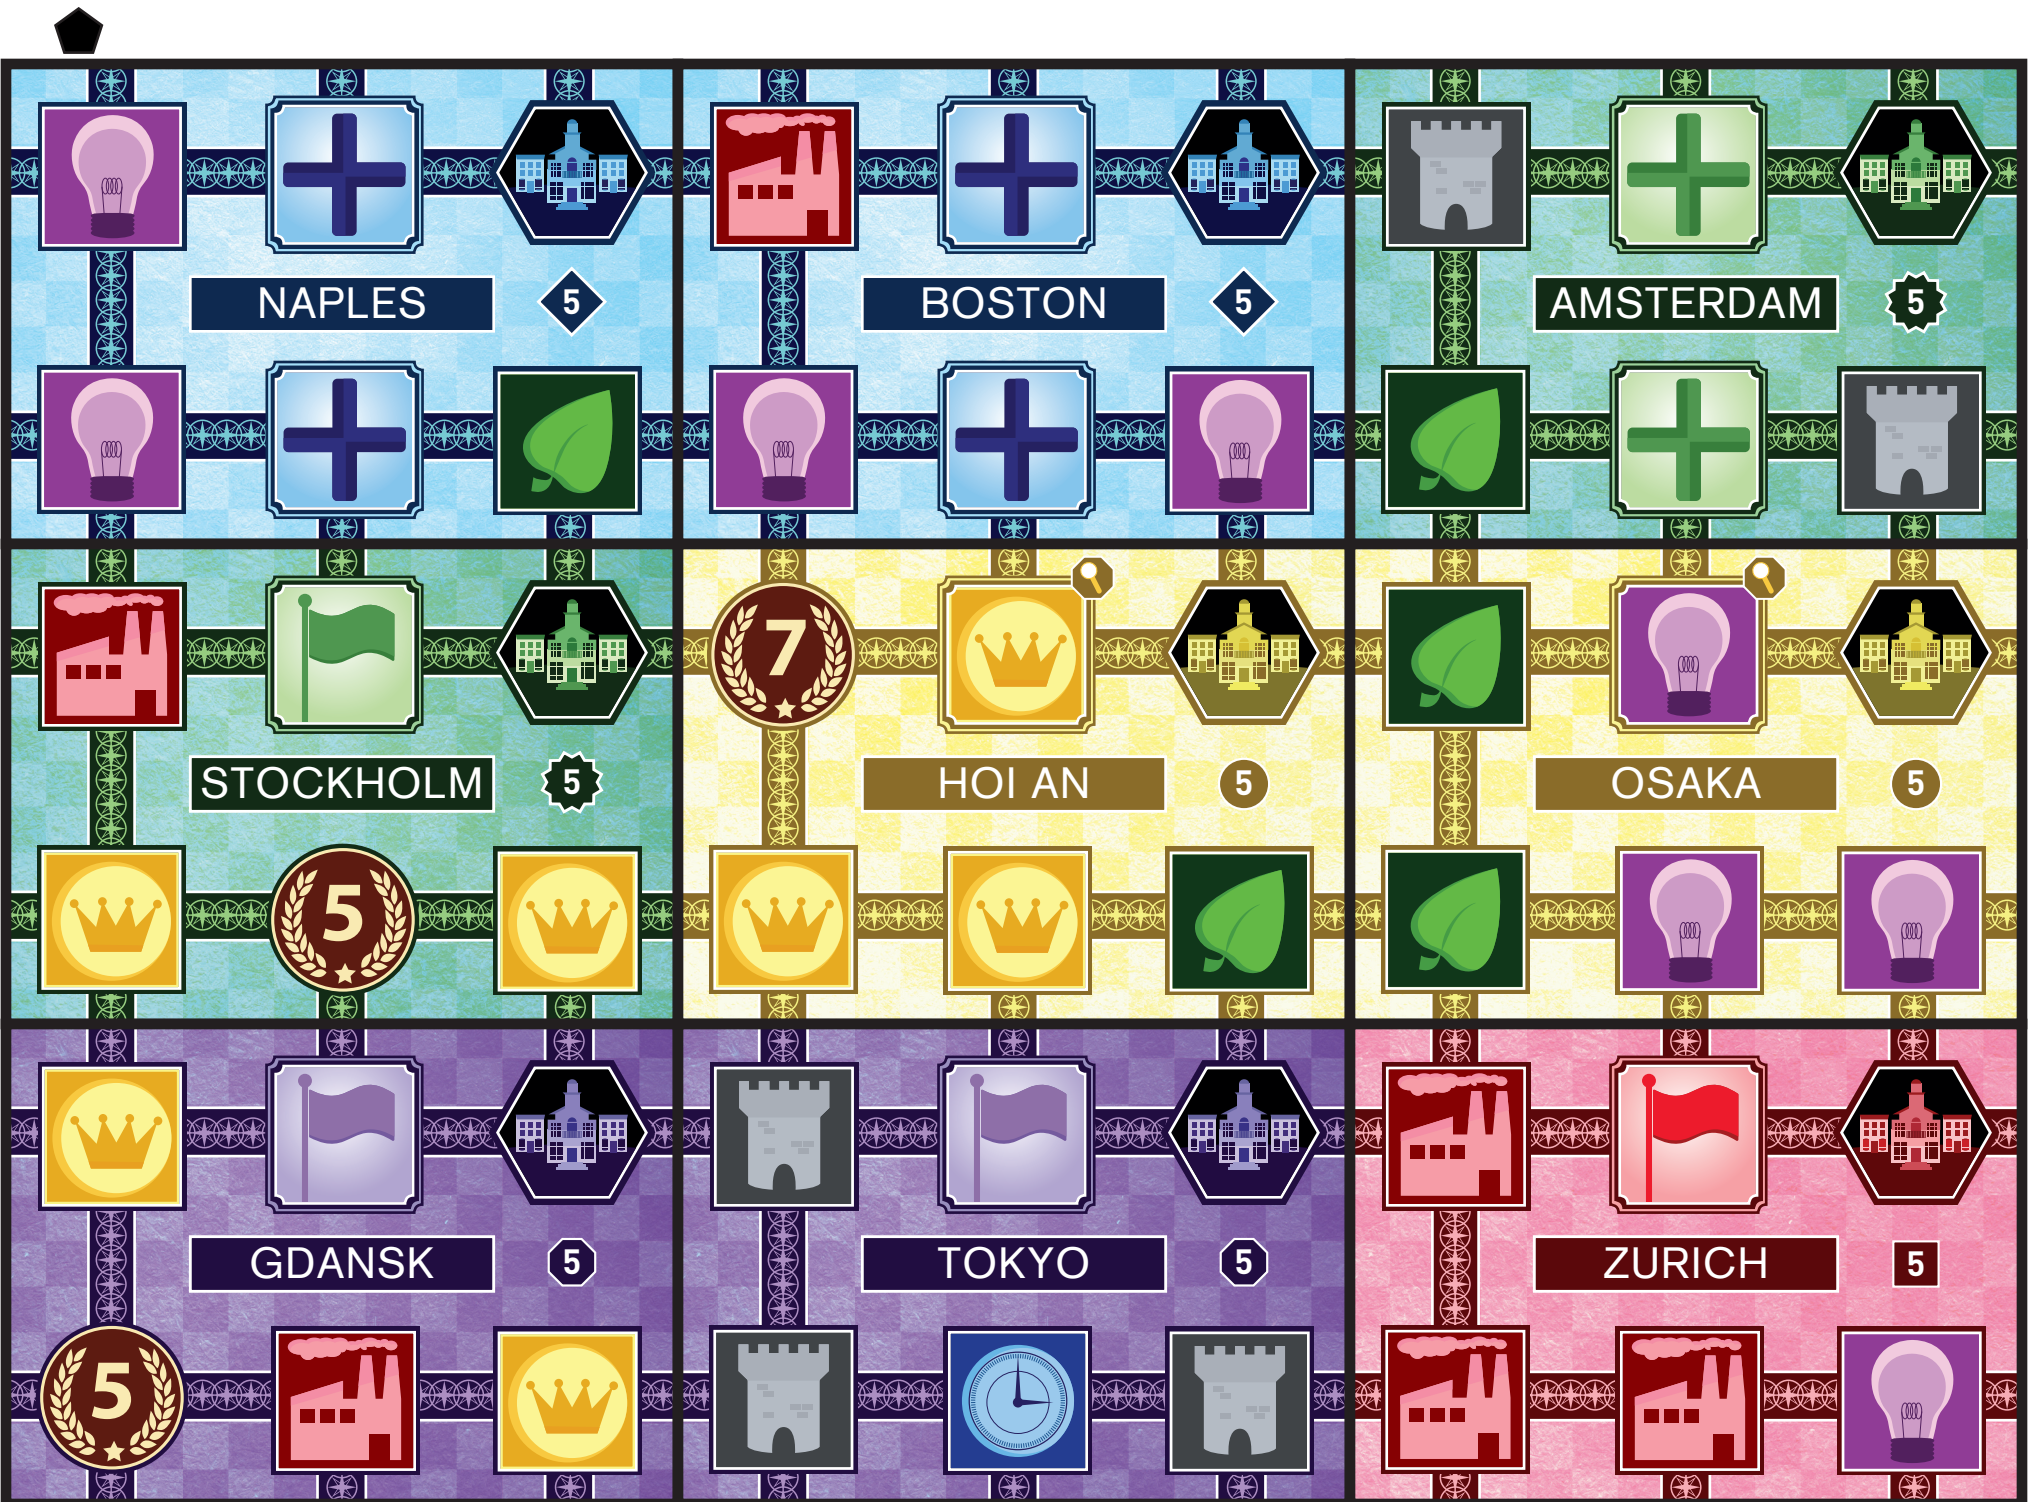 NAPLES 5
BOSTON 5
AMSTERDAM 5
7
STOCKHOLM 5
HOI AN 5
OSAKA 5
5
GDANSK 5
TOKYO 5
ZURICH 5
5